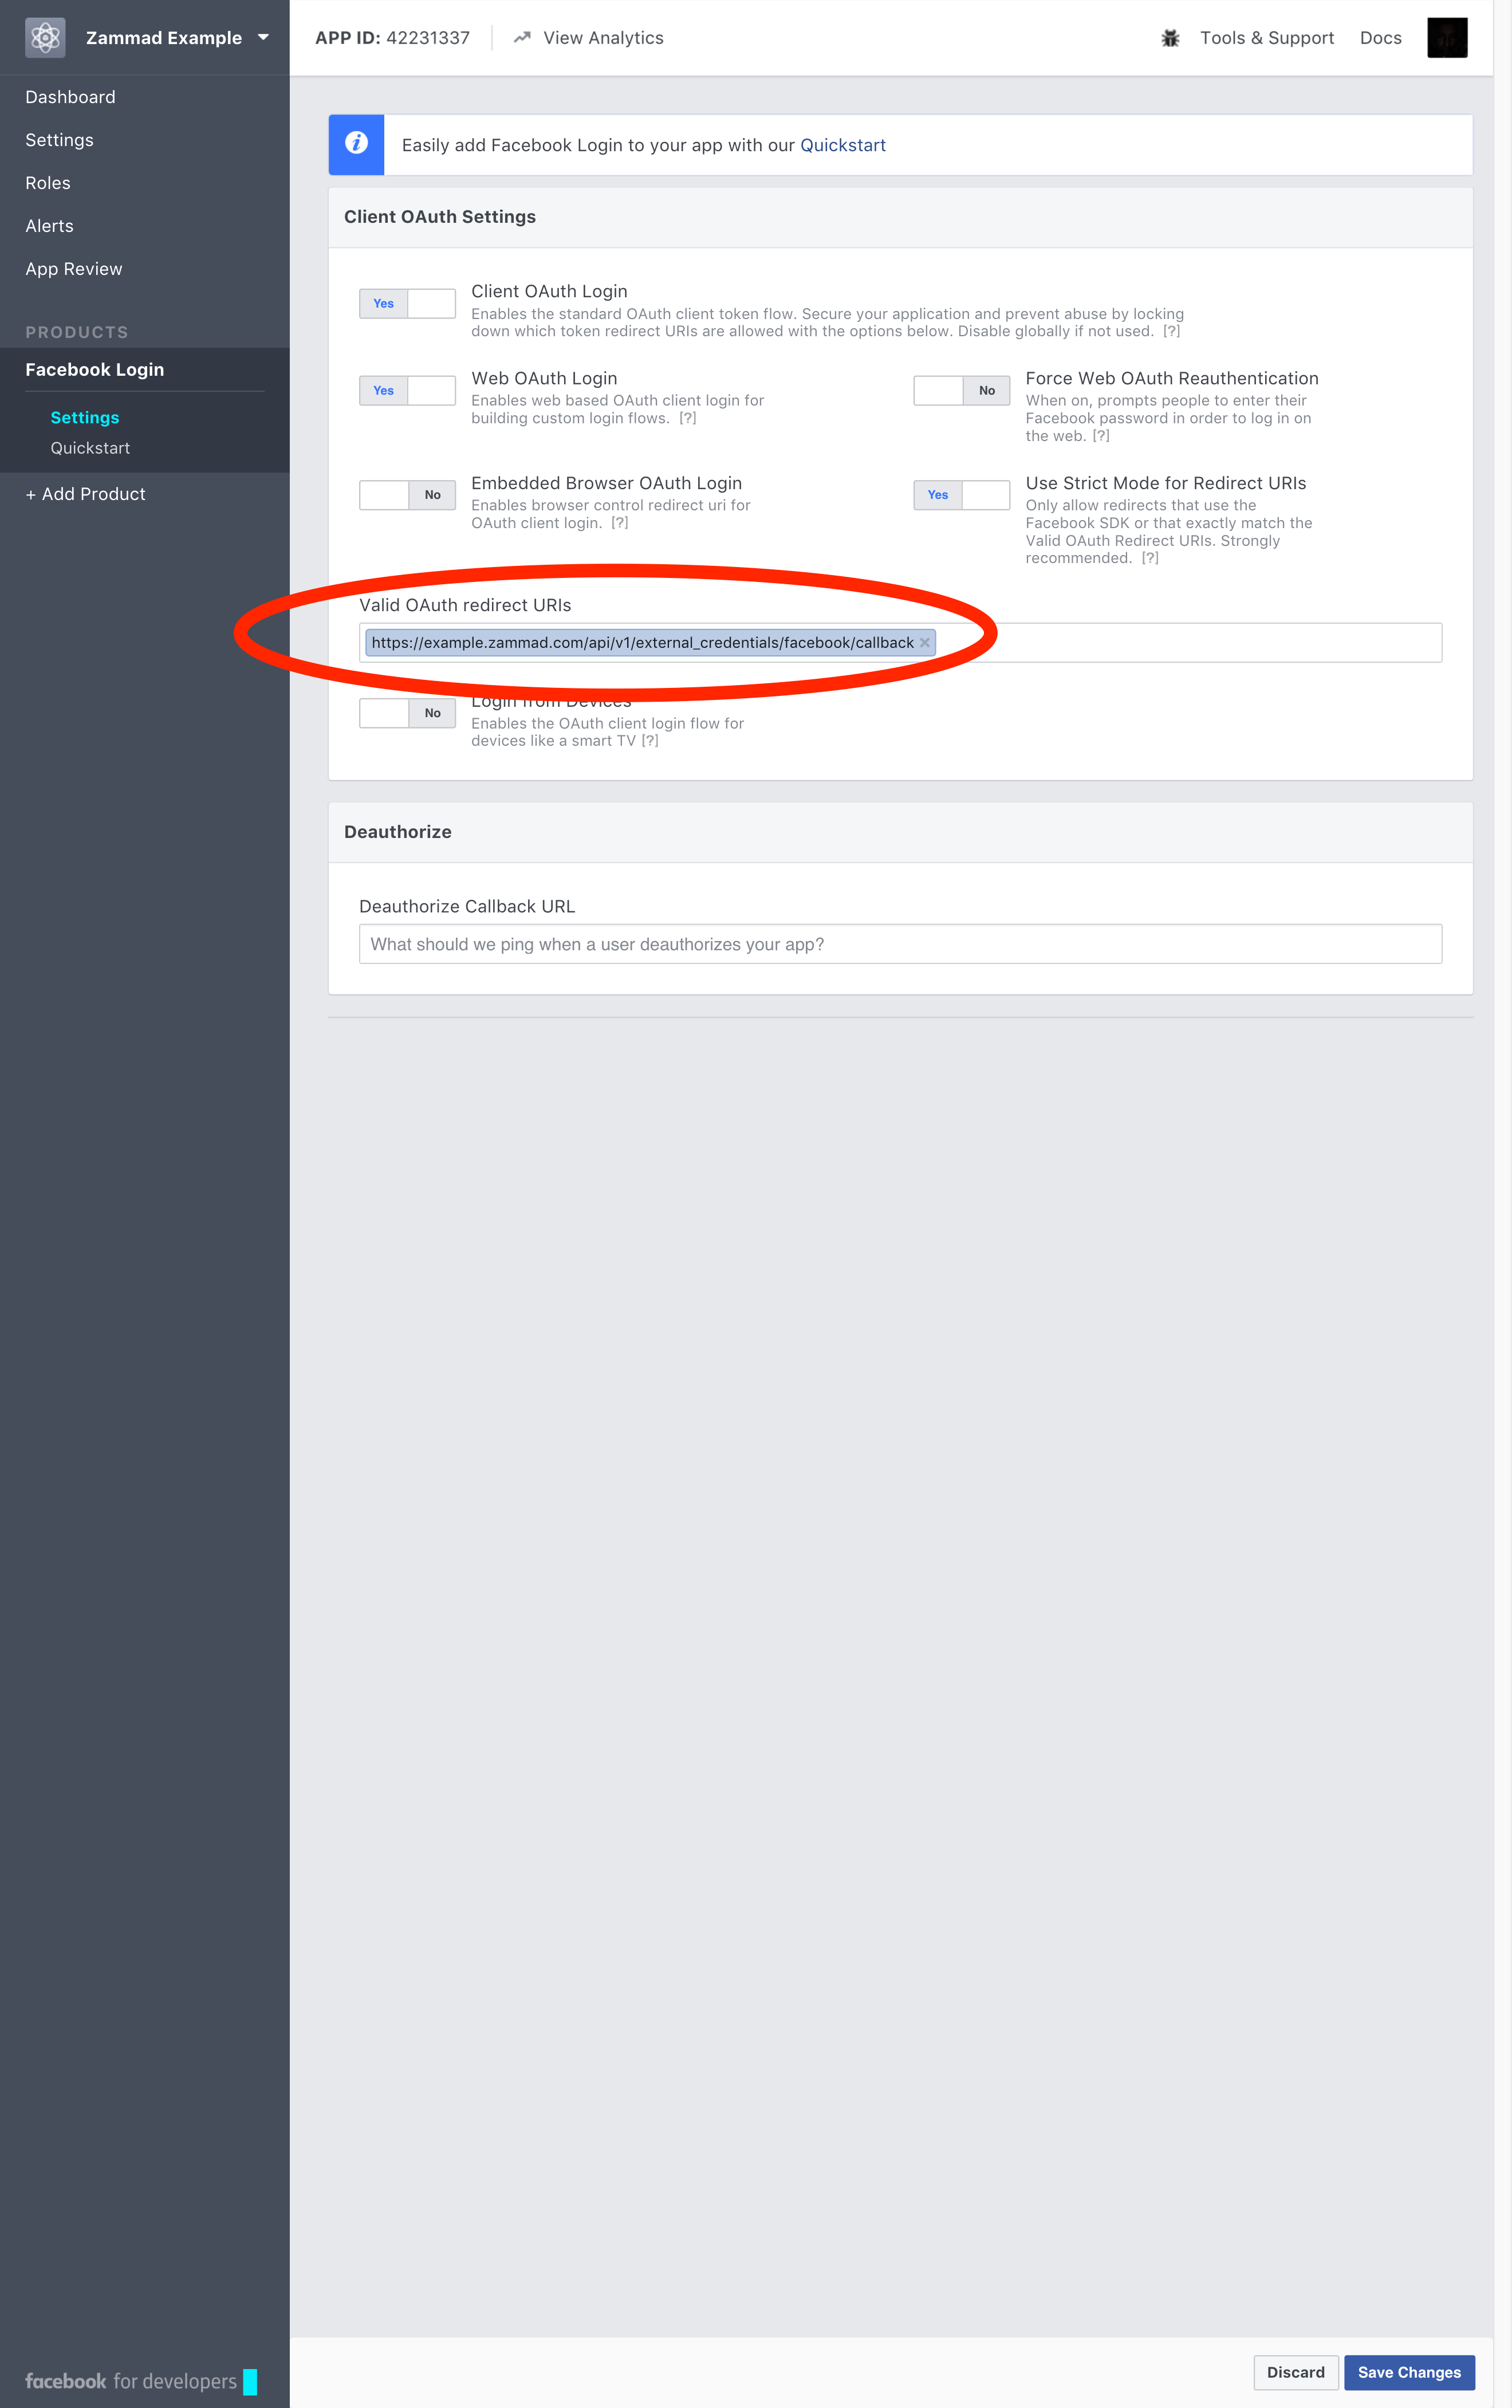 Zammad Example
APP ID: 42231337
View Analytics
Tools & Support
Docs
Dashboard
Settings
Roles
Alerts
App Review
PRODUCTS
Facebook Login
Settings
Quickstart
+ Add Product
Easily add Facebook Login to your app with our Quickstart
Client OAuth Settings
Yes
Client OAuth Login
Enables the standard OAuth client token flow. Secure your application and prevent abuse by locking
down which token redirect URIs are allowed with the options below. Disable globally if not used. [?]
Yes
Web OAuth Login
Enables web based OAuth client login for
building custom login flows. [?]
No
Force Web OAuth Reauthentication
When on, prompts people to enter their
Facebook password in order to log in on
the web. [?]
No
Embedded Browser OAuth Login
Enables browser control redirect uri for
OAuth client login. [?]
Yes
Use Strict Mode for Redirect URIs
Only allow redirects that use the
Facebook SDK or that exactly match the
Valid OAuth Redirect URIs. Strongly
recommended. [?]
Valid OAuth redirect URIs
https://example.zammad.com/api/v1/external_credentials/facebook/callback
No
Login from Devices
Enables the OAuth client login flow for
devices like a smart TV [?]
Deauthorize
Deauthorize Callback URL
What should we ping when a user deauthorizes your app?
facebook for developers
Discard
Save Changes